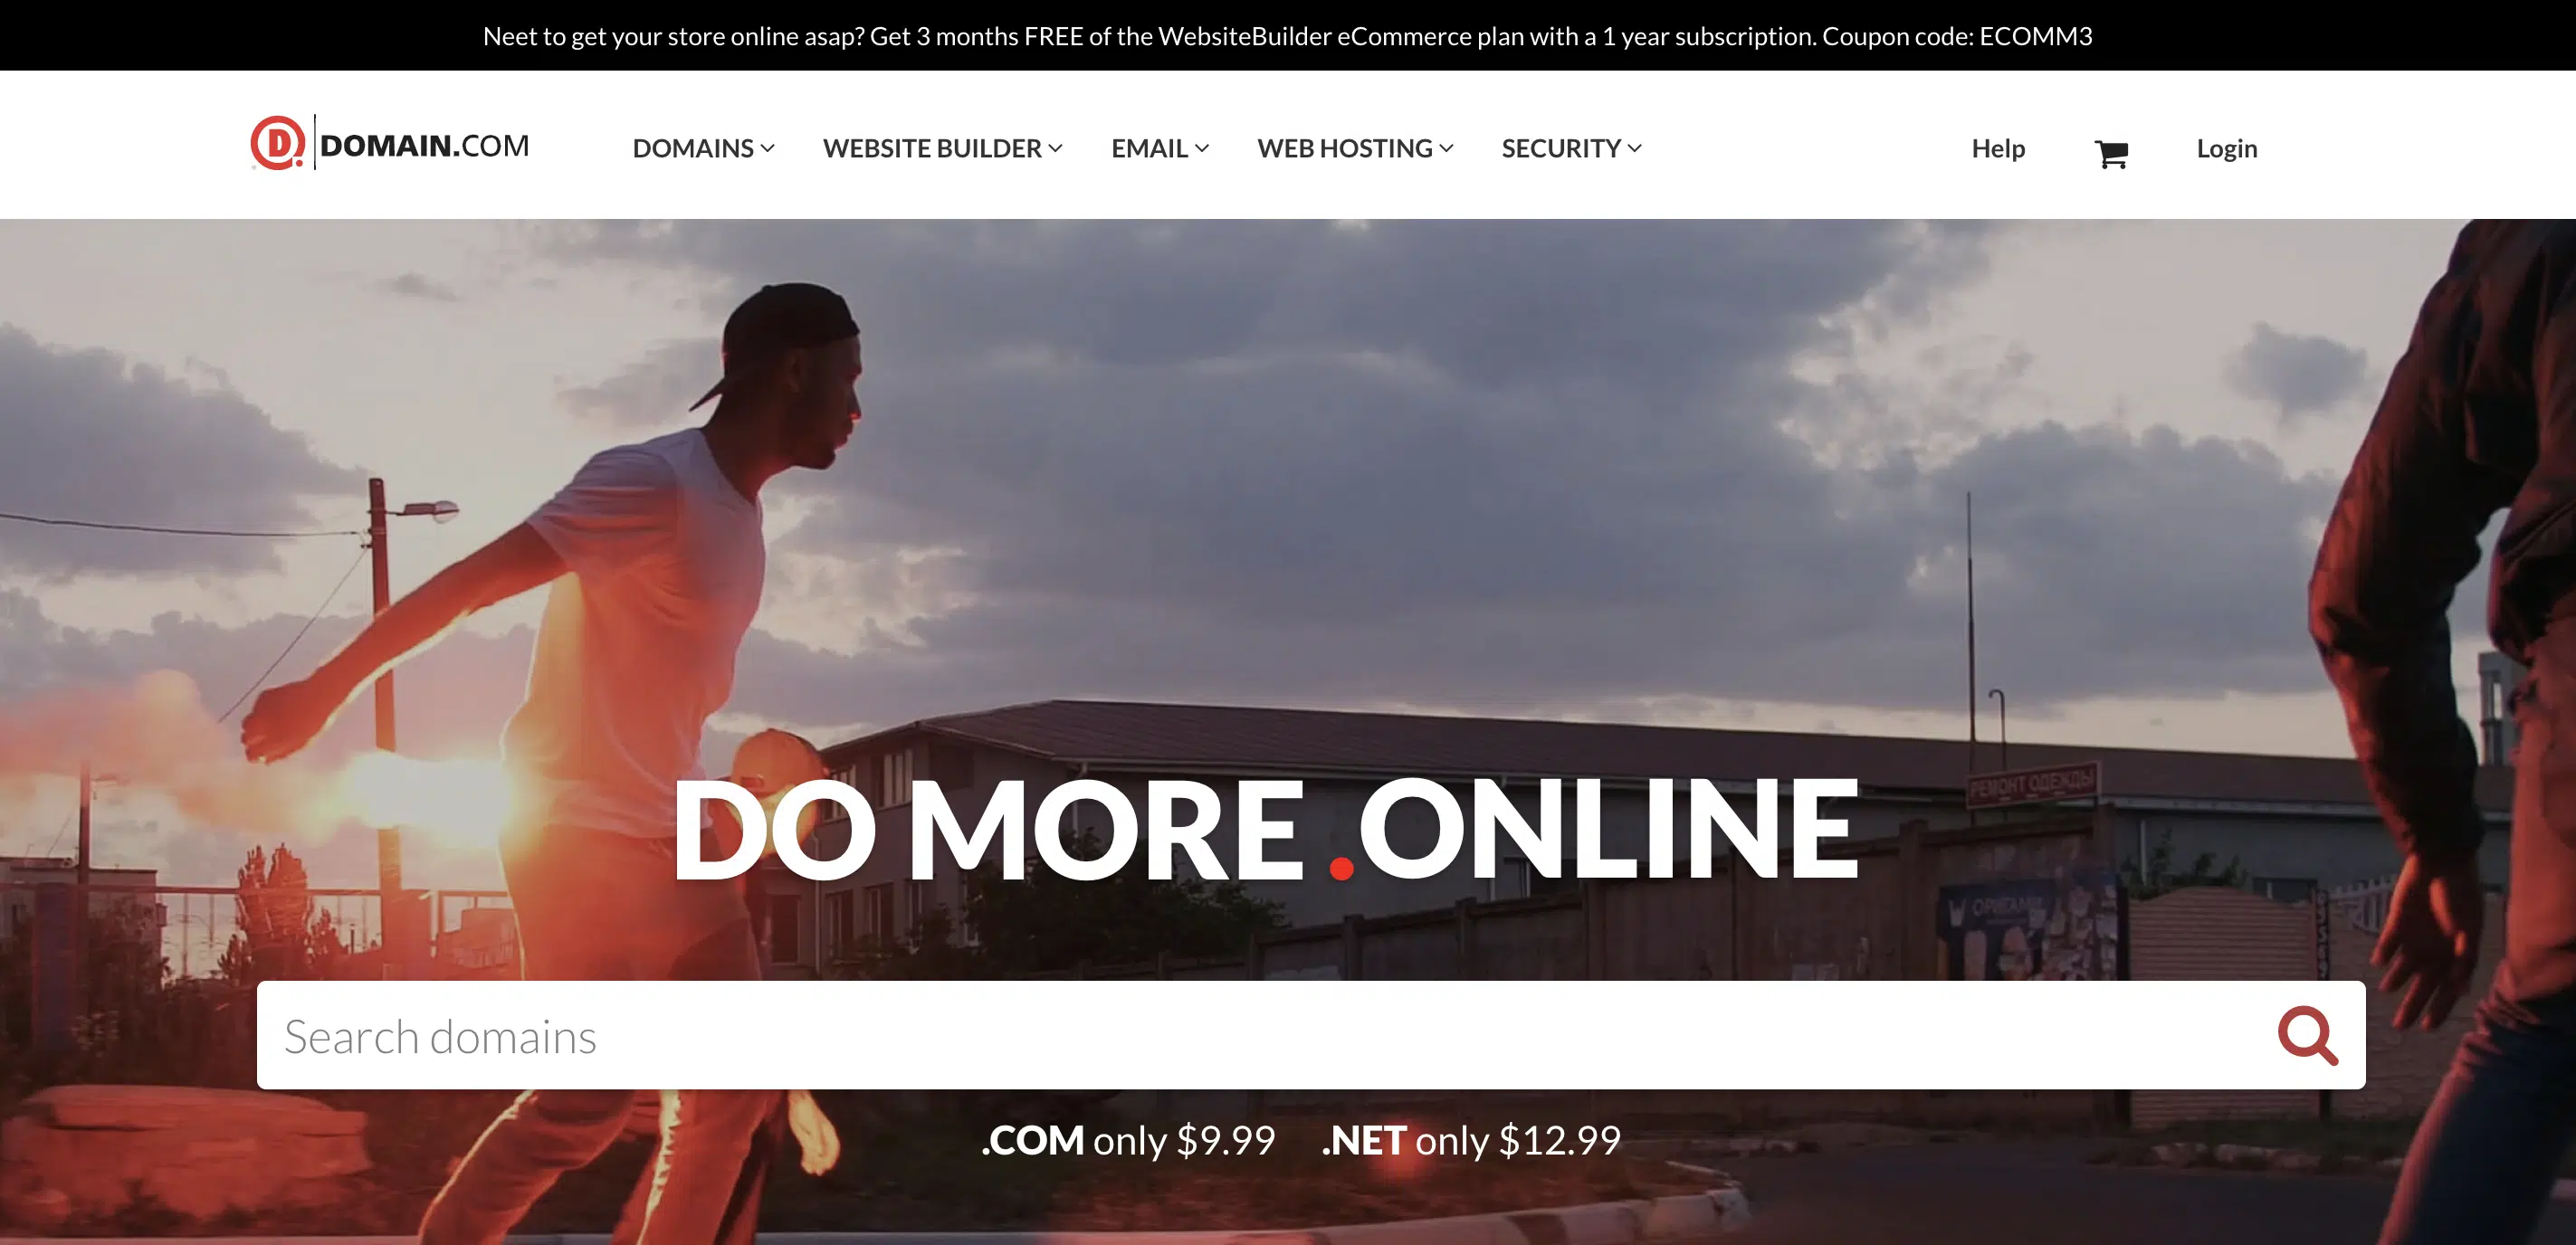 Neet to get your store online asap? Get 3 months FREE of the WebsiteBuilder eCommerce plan with a 1 year subscription. Coupon code: ECOMM3
D DOMAIN.COM
DOMAINS WEBSITE BUILDER EMAIL WEB HOSTING SECURITY Help Login
РЕМОНТ ОДЕЖДЫ
DO MORE .ONLINE
ОРИГАМИ
Search domains
.COM only $9.99 .NET only $12.99